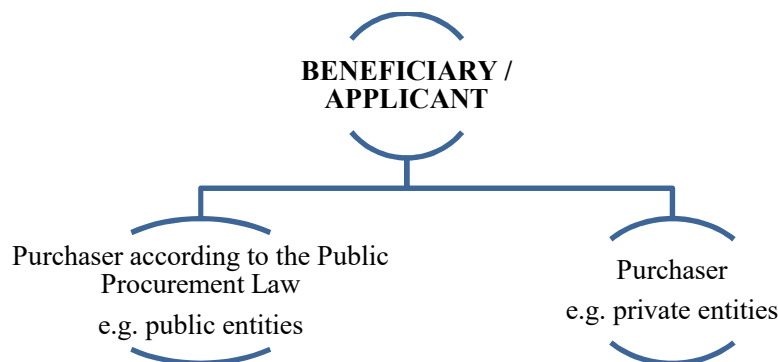 BENEFICIARY /
APPLICANT
Purchaser according to the Public
Procurement Law
e.g. public entities
Purchaser
e.g. private entities